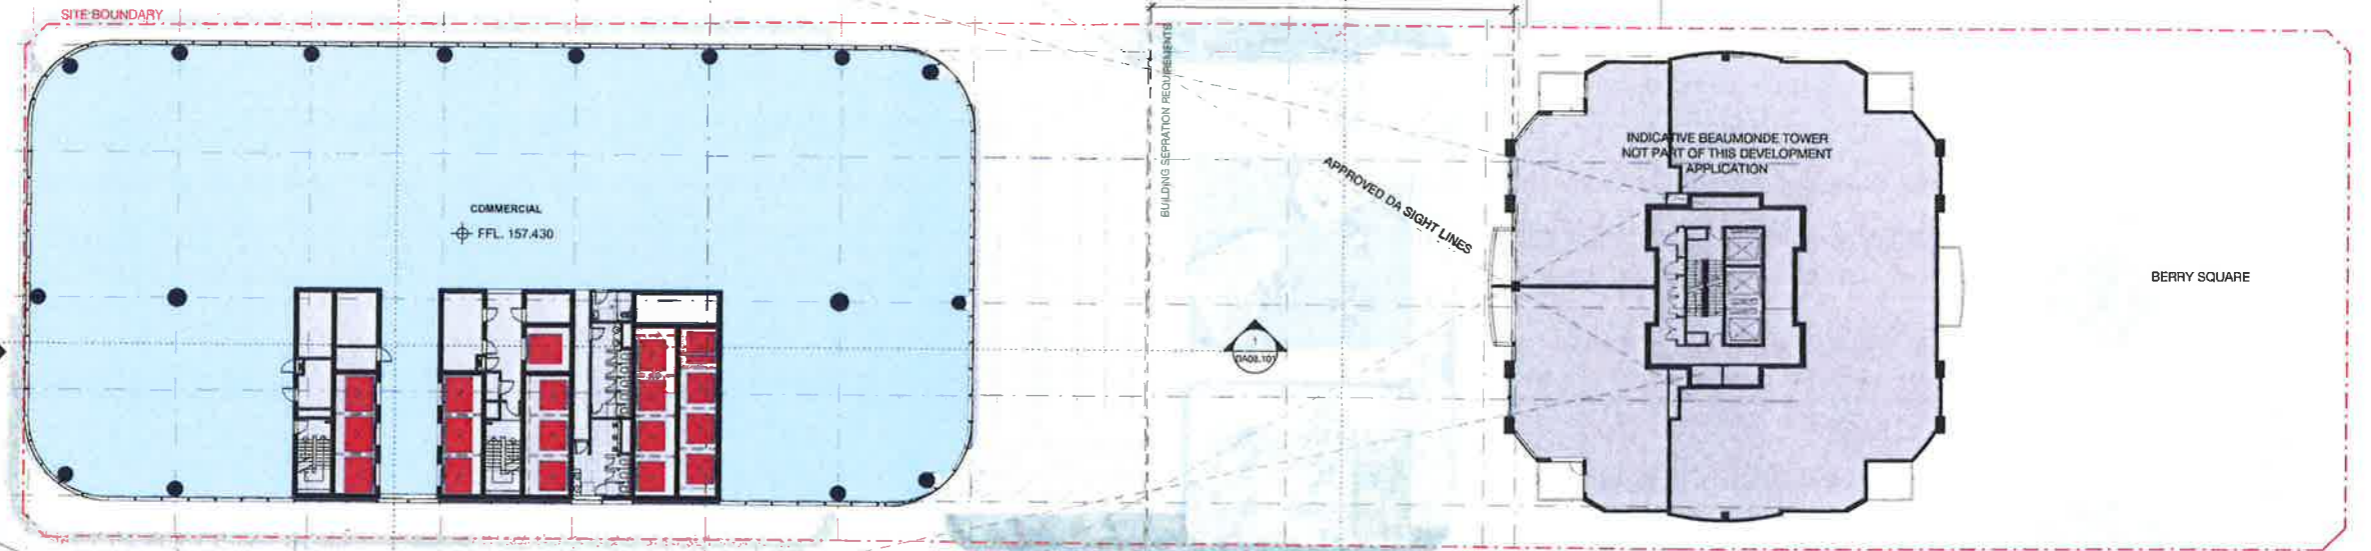 SITE BOUNDARY
COMMERCIAL
FFL. 157.430
BUILDING SEPRATION REQUIREMENTS
APPROVED DA SIGHT LINES
1
DA08.101
INDICATIVE BEAUMONDE TOWER
NOT PART OF THIS DEVELOPMENT
APPLICATION
BERRY SQUARE